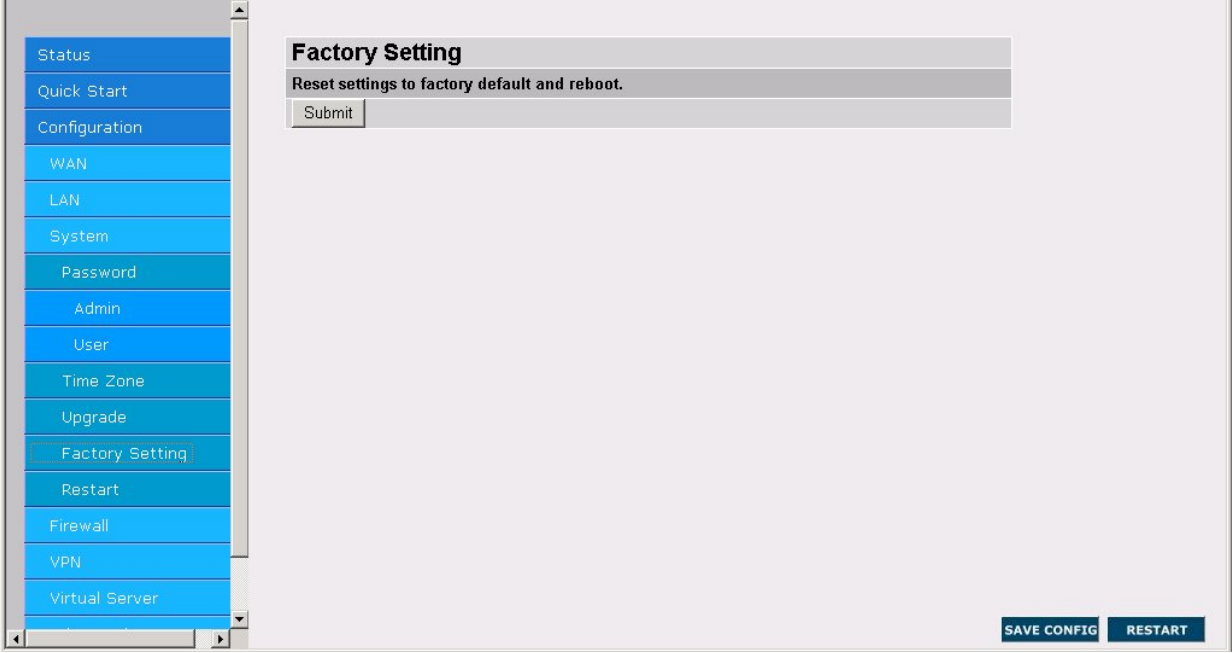 Status
Quick Start
Configuration
WAN
LAN
System
Password
Admin
User
Time Zone
Upgrade
Factory Setting
Restart
Firewall
VPN
Virtual Server
Factory Setting
Reset settings to factory default and reboot.
Submit
SAVE CONFIG
RESTART